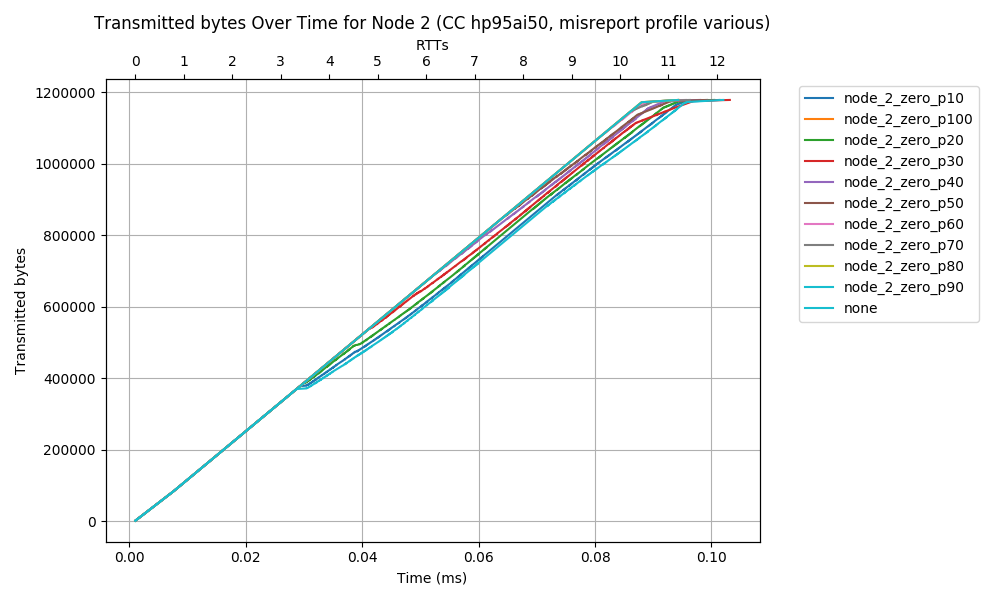 Transmitted bytes Over Time for Node 2 (CC hp95ai50, misreport profile various)
RTTs
0 1 2 3 4 5 6 7 8 9 10 11 12
1200000
1000000
800000
600000
400000
200000
0
Transmitted bytes
0.00 0.02 0.04 0.06 0.08 0.10
Time (ms)
node_2_zero_p10
node_2_zero_p100
node_2_zero_p20
node_2_zero_p30
node_2_zero_p40
node_2_zero_p50
node_2_zero_p60
node_2_zero_p70
node_2_zero_p80
node_2_zero_p90
none